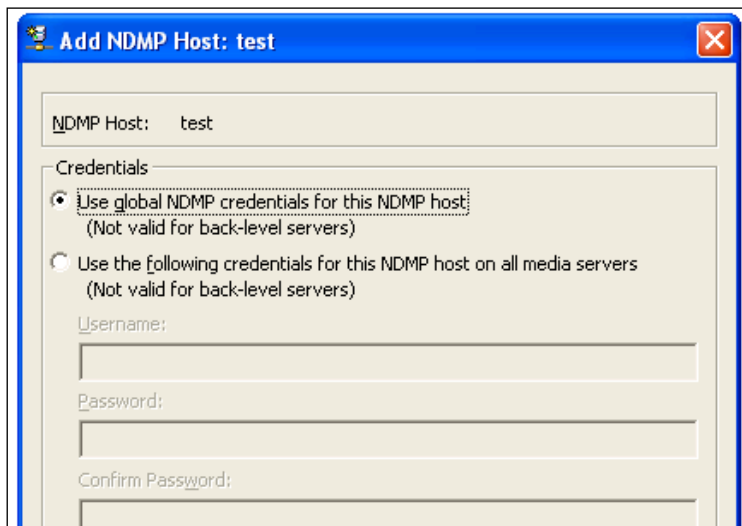 Add NDMP Host: test
NDMP Host: test
Credentials
Use global NDMP credentials for this NDMP host
(Not valid for back-level servers)
Use the following credentials for this NDMP host on all media servers
(Not valid for back-level servers)
Username:
Password:
Confirm Password: